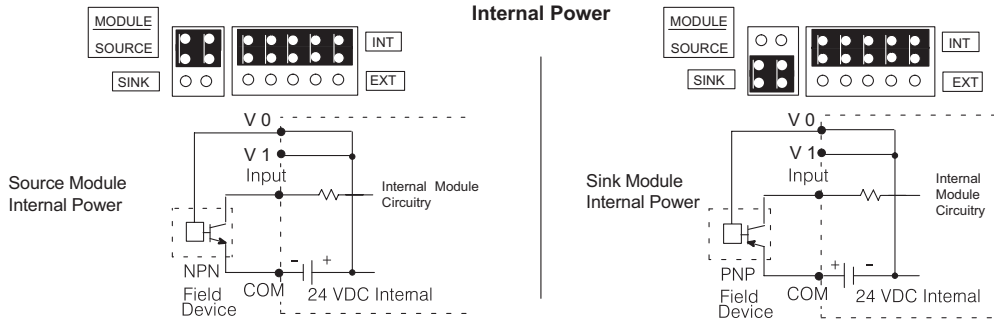 Internal Power
MODULE
SOURCE
SINK
INT
EXT
V 0
V 1
Input
Source Module
Internal Power
Internal Module
Circuitry
NPN
Field
Device
COM
-
+
24 VDC Internal
MODULE
SOURCE
SINK
INT
EXT
V 0
V 1
Input
Sink Module
Internal Power
Internal
Module
Circuitry
PNP
Field
Device
COM
+
-
24 VDC Internal